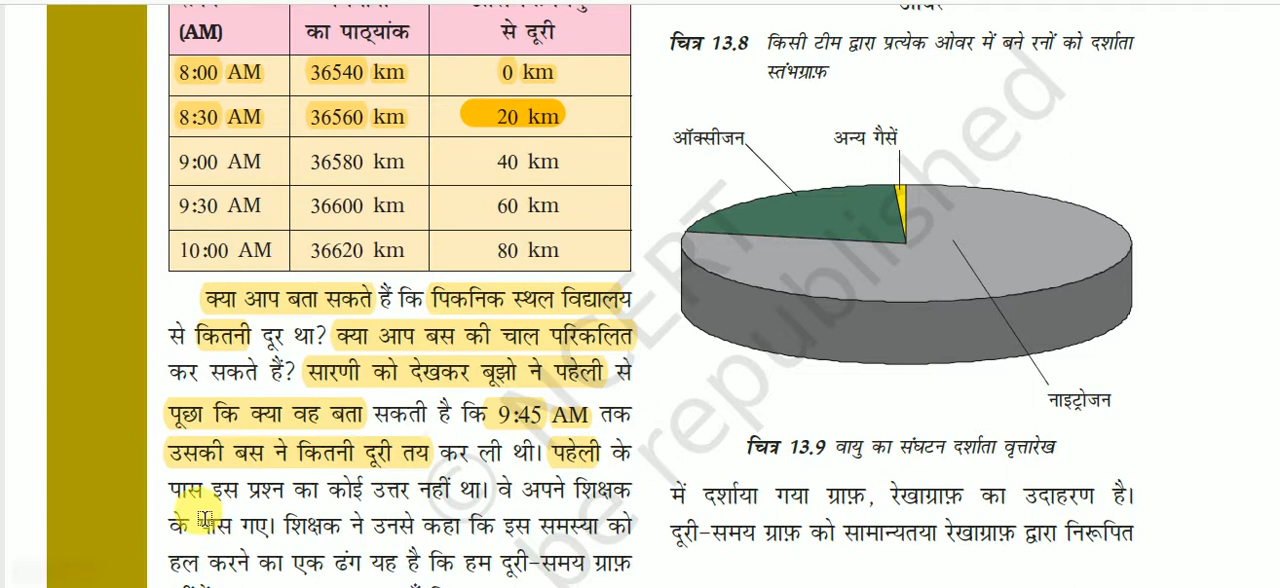 (AM) का पाठ्यांक से दूरी
8:00 AM 36540 km 0 km
8:30 AM 36560 km 20 km
9:00 AM 36580 km 40 km
9:30 AM 36600 km 60 km
10:00 AM 36620 km 80 km
क्या आप बता सकते हैं कि पिकनिक स्थल विद्यालय
से कितनी दूर था? क्या आप बस की चाल परिकलित
कर सकते हैं? सारणी को देखकर बूझो ने पहेली से
पूछा कि क्या वह बता सकती है कि 9:45 AM तक
उसकी बस ने कितनी दूरी तय कर ली थी। पहेली के
पास इस प्रश्न का कोई उत्तर नहीं था। वे अपने शिक्षक
के पास गए। शिक्षक ने उनसे कहा कि इस समस्या को
हल करने का एक ढंग यह है कि हम दूरी-समय ग्राफ़
चित्र 13.8 किसी टीम द्वारा प्रत्येक ओवर में बने रनों को दर्शाता
स्तंभग्राफ़
ऑक्सीजन
अन्य गैसें
नाइट्रोजन
चित्र 13.9 वायु का संघटन दर्शाता वृत्तारेख
में दर्शाया गया ग्राफ़, रेखाग्राफ़ का उदाहरण है।
दूरी-समय ग्राफ़ को सामान्यतया रेखाग्राफ़ द्वारा निरूपित
© NCERT
be republished